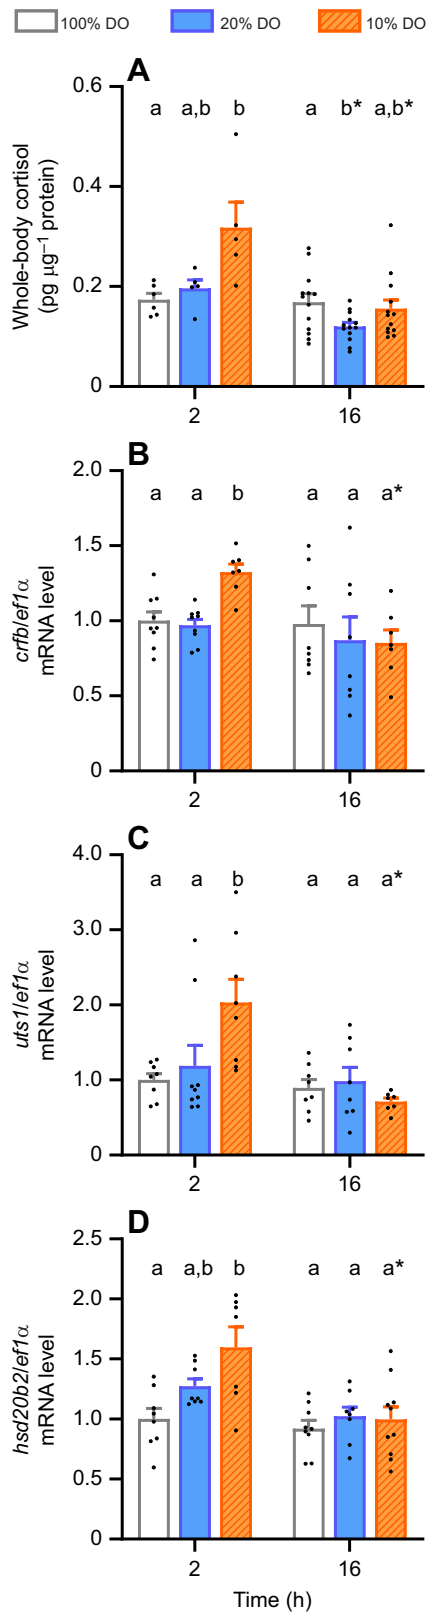 100% DO 20% DO 10% DO
A
0.6
0.4
0.2
0
Whole-body cortisol
(pg µg⁻¹ protein)
a a,b b a b* a,b*
2 16
B
2.0
1.5
1.0
0.5
0
crfb/ef1α
mRNA level
a a b a a a*
2 16
C
4.0
3.0
2.0
1.0
0
uts1/ef1α
mRNA level
a a b a a a*
2 16
D
2.5
2.0
1.5
1.0
0.5
0
hsd20b2/ef1α
mRNA level
a a,b b a a a*
2 16
Time (h)